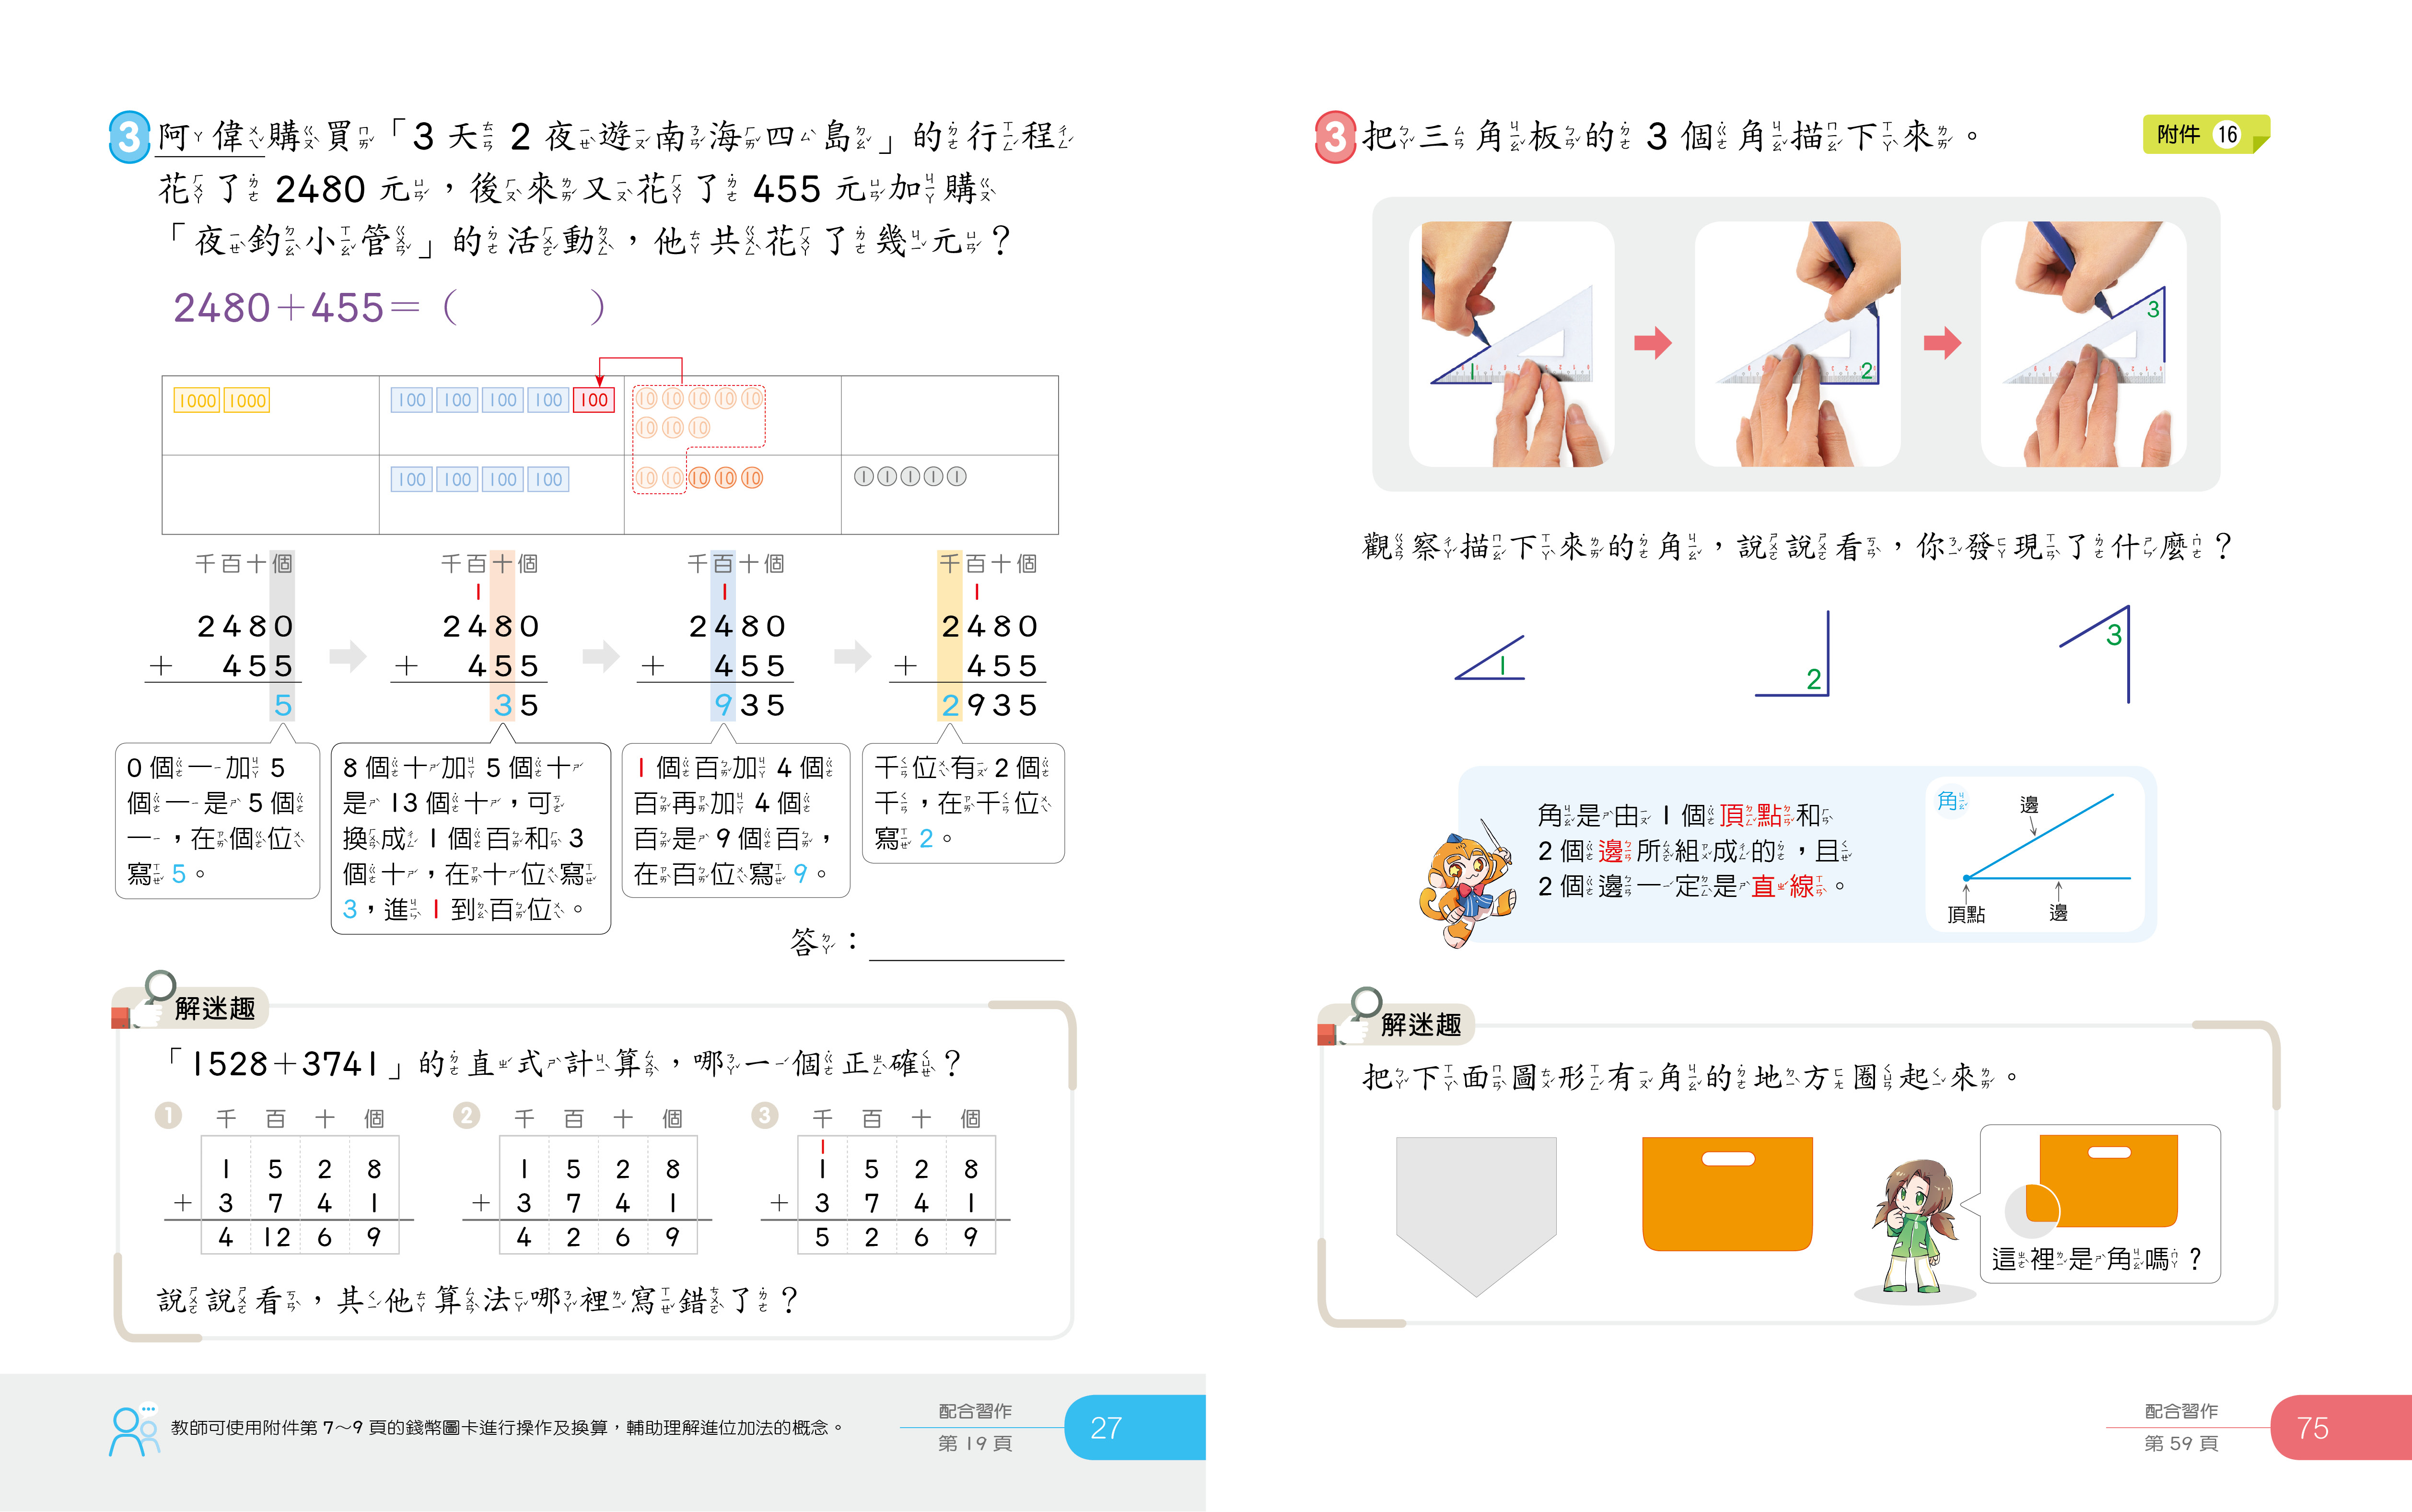 3 阿偉購買「3 天 2 夜遊南海四島」的行程
花了 2480 元,後來又花了 455 元加購
「夜釣小管」的活動,他共花了幾元?
2480+455=( )
1000 1000 100 100 100 100 100 10 10 10 10 10
10 10 10
100 100 100 100 10 10 10 10 10 1 1 1 1 1
千百十個 千百十個 千百十個 千百十個
1 1 1
2480 2480 2480 2480
+ 455 + 455 + 455 + 455
5 35 935 2935
0 個一加 5
個一是 5 個
一,在個位
寫 5。
8 個十加 5 個十
是 13 個十,可
換成 1 個百和 3
個十,在十位寫
3,進 1 到百位。
1 個百加 4 個
百再加 4 個
百是 9 個百,
在百位寫 9。
千位有 2 個
千,在千位
寫 2。
答:
解迷趣
「1528+3741」的直式計算,哪一個正確?
1 千 百 十 個
1 5 2 8
+ 3 7 4 1
4 12 6 9
2 千 百 十 個
1 5 2 8
+ 3 7 4 1
4 2 6 9
3 千 百 十 個
1
1 5 2 8
+ 3 7 4 1
5 2 6 9
說說看,其他算法哪裡寫錯了?
教師可使用附件第 7~9 頁的錢幣圖卡進行操作及換算,輔助理解進位加法的概念。
配合習作
第 19 頁
27
3 把三角板的 3 個角描下來。
附件 16
1 2 3
觀察描下來的角,說說看,你發現了什麼?
1 2 3
角是由 1 個頂點和
2 個邊所組成的,且
2 個邊一定是直線。
角
邊
頂點
邊
解迷趣
把下面圖形有角的地方圈起來。
這裡是角嗎?
配合習作
第 59 頁
75